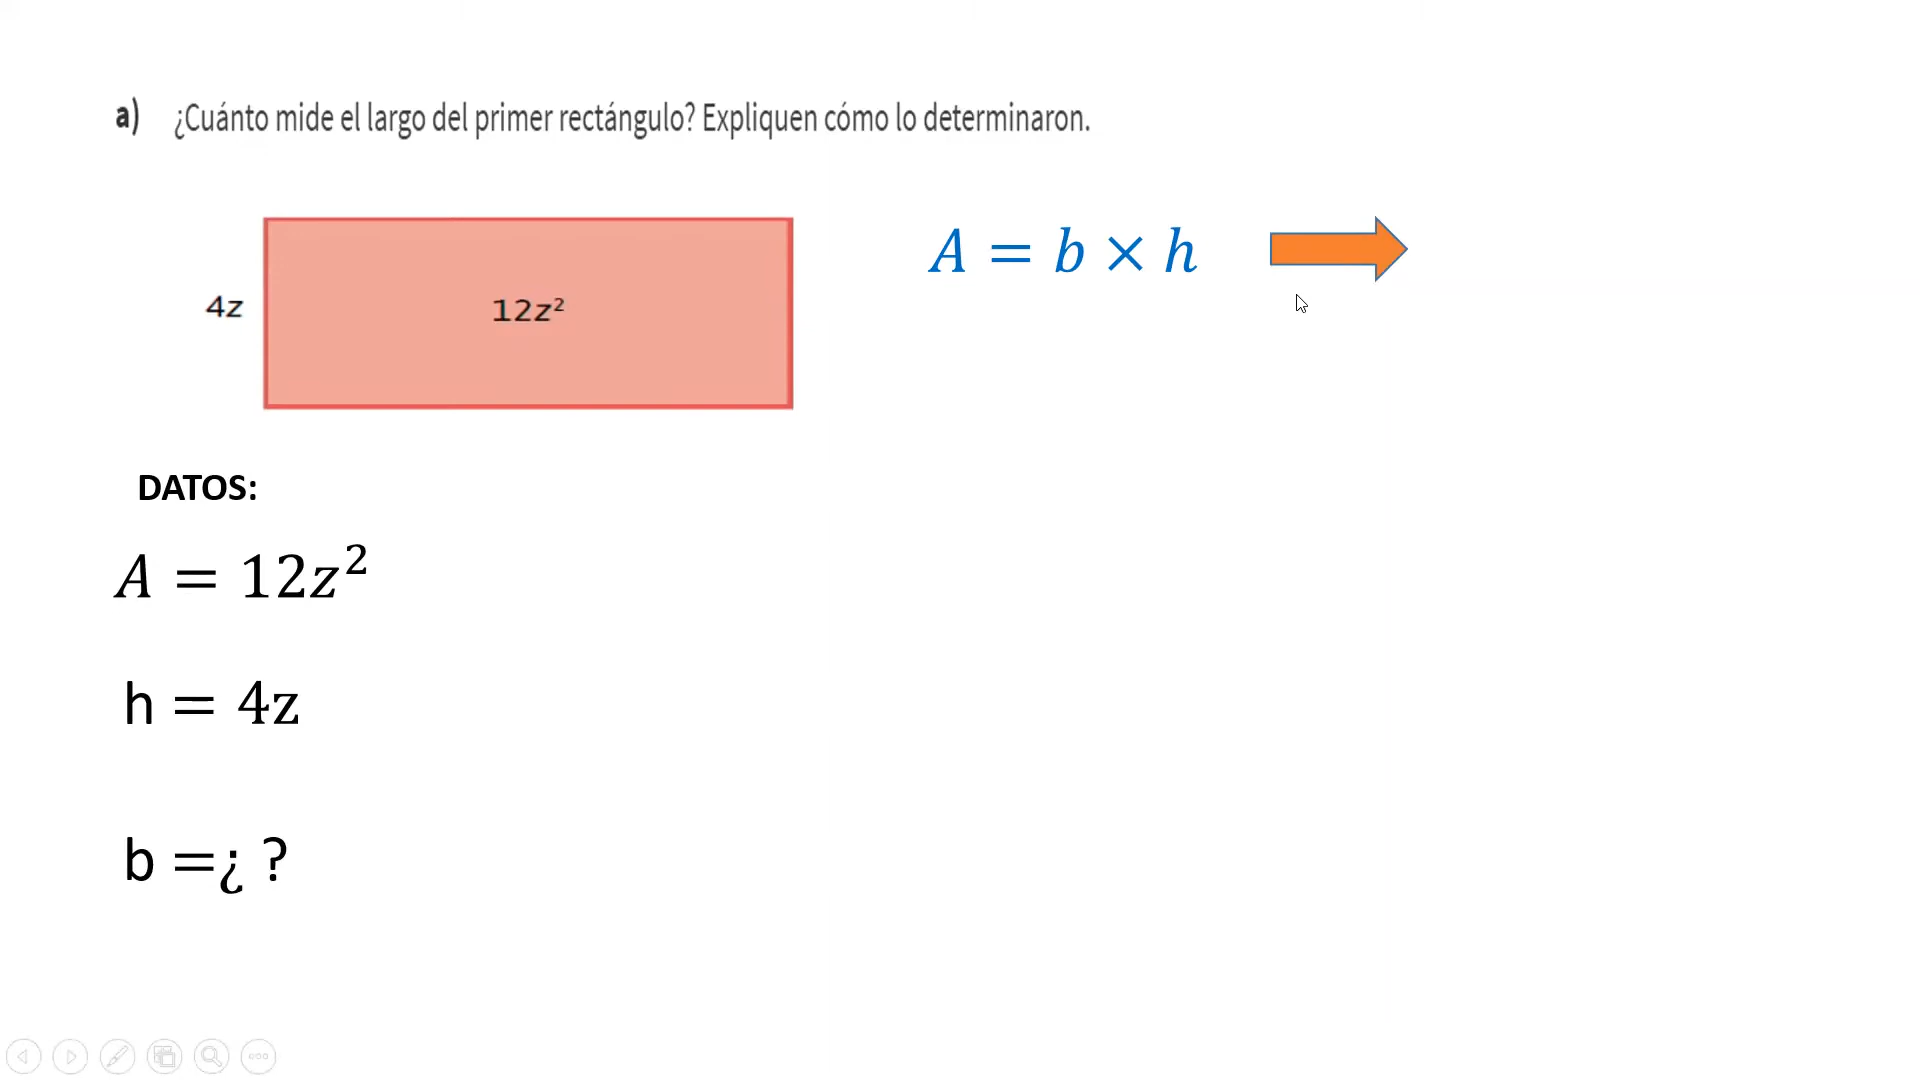 a) ¿Cuánto mide el largo del primer rectángulo? Expliquen cómo lo determinaron.
A = b × h
4z
12z²
DATOS:
A = 12z²
h = 4z
b =¿ ?